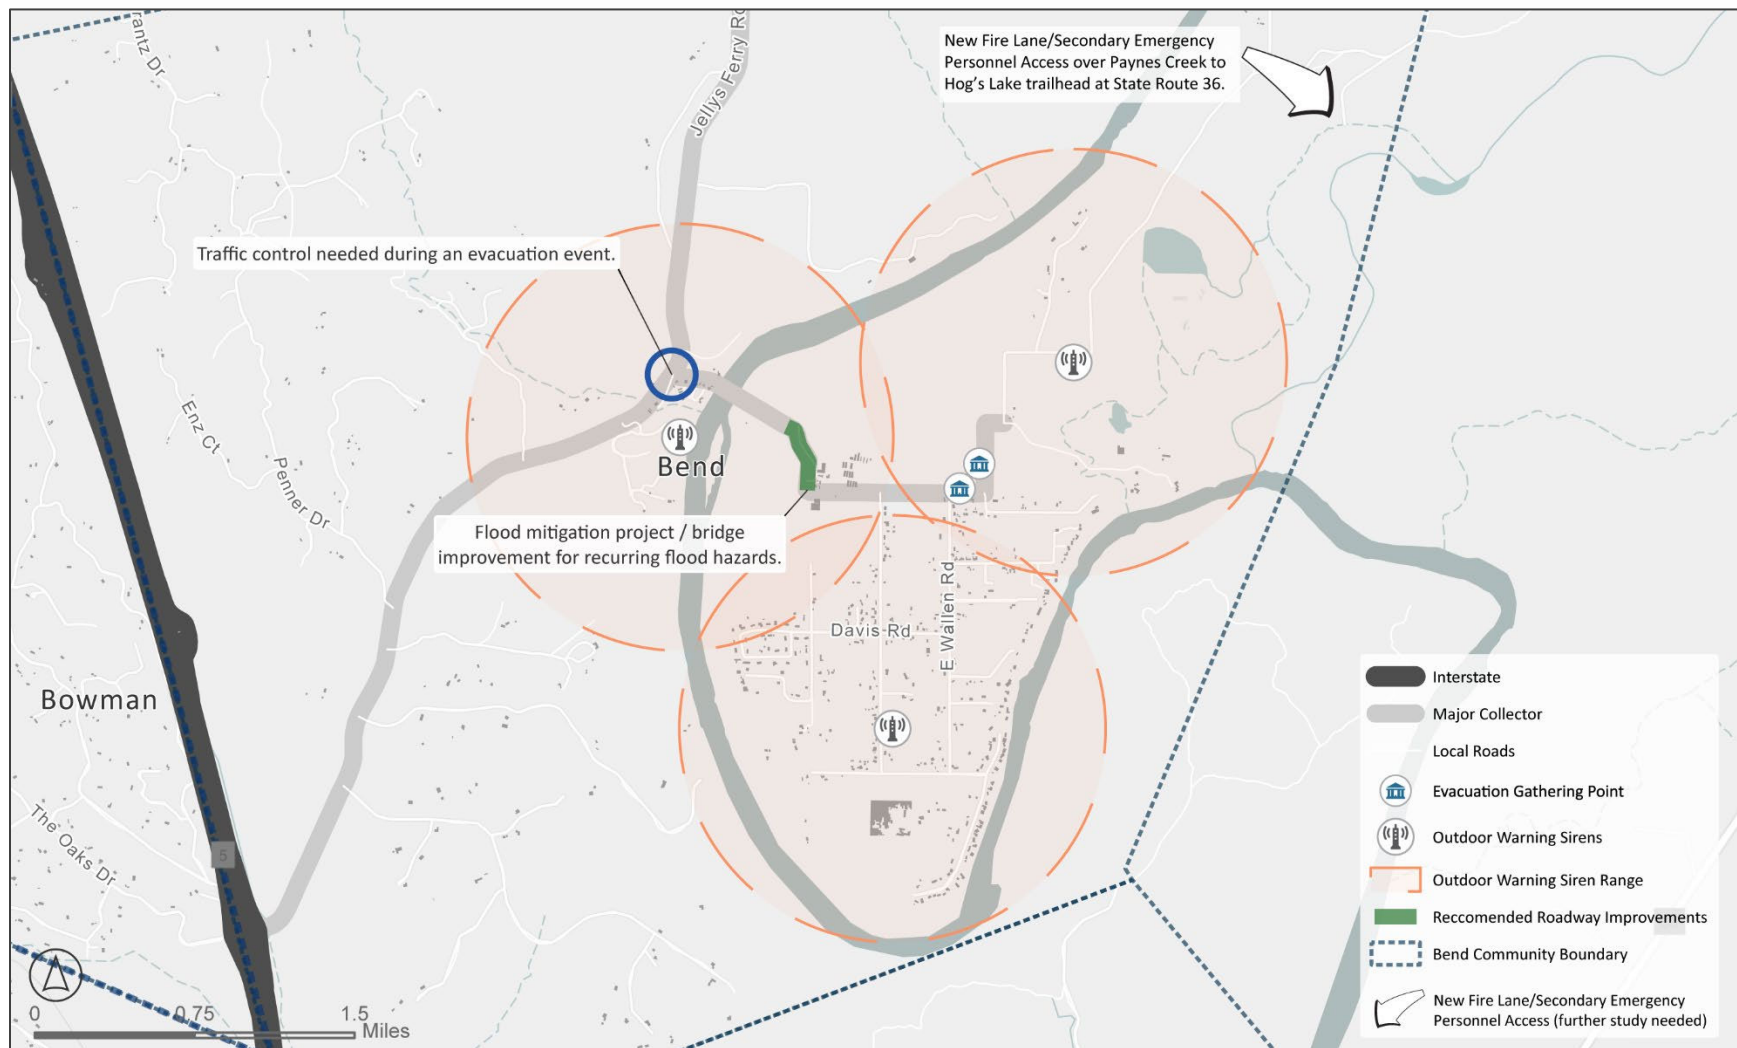 rantz Dr
Jellys Ferry Rd
New Fire Lane/Secondary Emergency
Personnel Access over Paynes Creek to
Hog's Lake trailhead at State Route 36.
Traffic control needed during an evacuation event.
Enz Ct
Bend
Penner Dr
Flood mitigation project / bridge
improvement for recurring flood hazards.
Davis Rd
E Wallen Rd
Bowman
The Oaks Dr
5
0 0.75 1.5
Miles
Interstate
Major Collector
Local Roads
Evacuation Gathering Point
Outdoor Warning Sirens
Outdoor Warning Siren Range
Reccomended Roadway Improvements
Bend Community Boundary
New Fire Lane/Secondary Emergency
Personnel Access (further study needed)